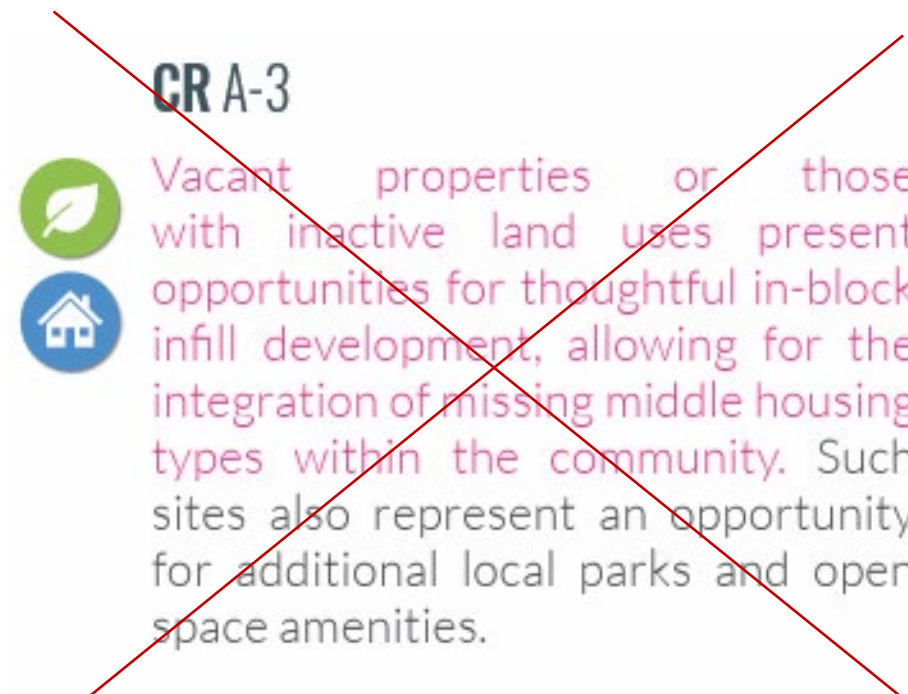 CR A-3
Vacant properties or those
with inactive land uses present
opportunities for thoughtful in-block
infill development, allowing for the
integration of missing middle housing
types within the community. Such
sites also represent an opportunity
for additional local parks and open
space amenities.